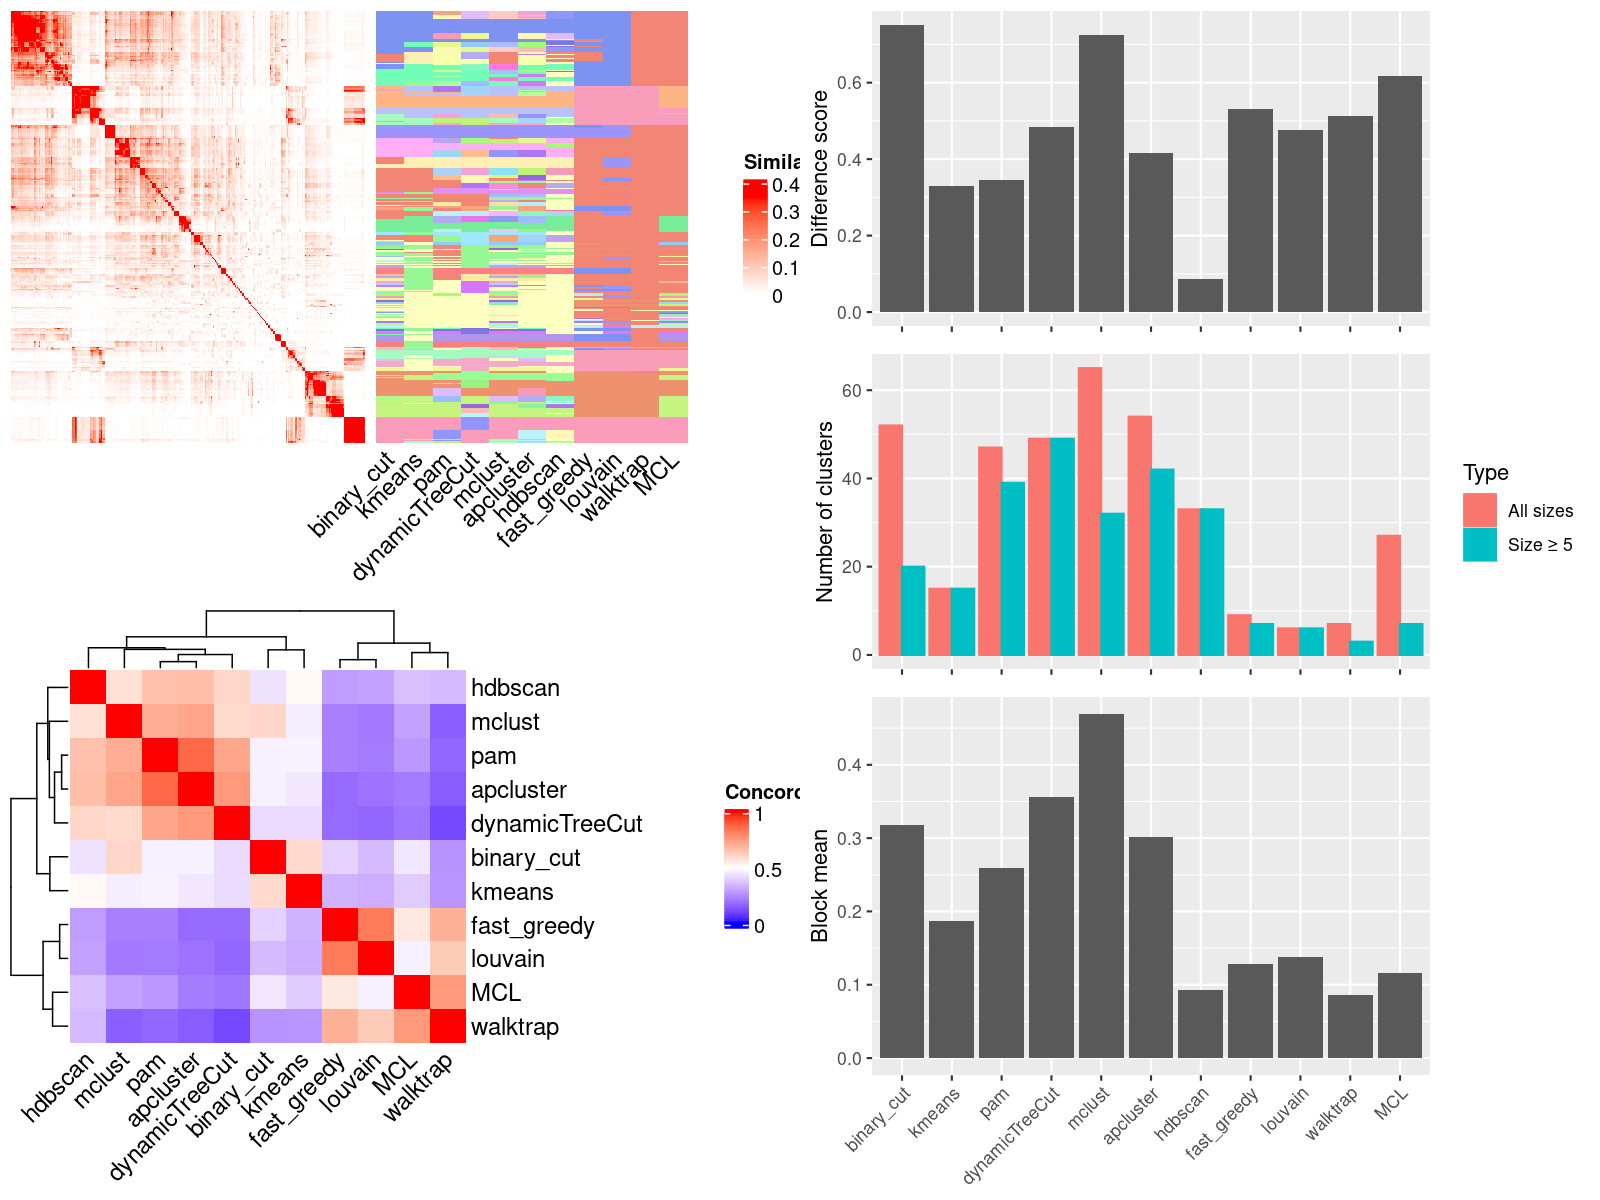 Simila
0.4
0.3
0.2
0.1
0
binary_cut
kmeans
pam
dynamicTreeCut
mclust
apcluster
hdbscan
fast_greedy
louvain
walktrap
MCL
hdbscan
mclust
pam
apcluster
dynamicTreeCut
binary_cut
kmeans
fast_greedy
louvain
MCL
walktrap
hdbscan
mclust
pam
apcluster
dynamicTreeCut
binary_cut
kmeans
fast_greedy
louvain
MCL
walktrap
Concord
1
0.5
0
Difference score
0.6
0.4
0.2
0.0
Number of clusters
60
40
20
0
Type
All sizes
Size ≥ 5
Block mean
0.4
0.3
0.2
0.1
0.0
binary_cut
kmeans
pam
dynamicTreeCut
mclust
apcluster
hdbscan
fast_greedy
louvain
walktrap
MCL